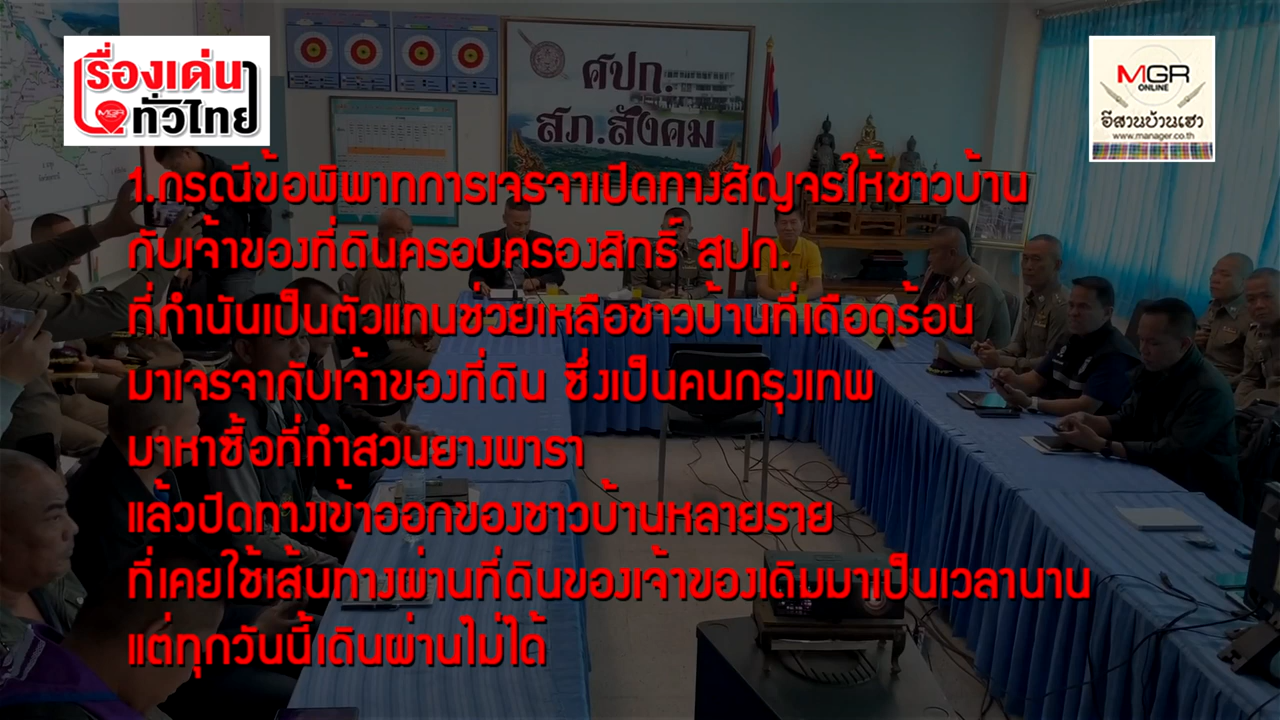 เรื่องเด่น
MGR
ทั่วไทย
ศปก.
สภ.สังคม
MGR
ONLINE
อีสานบ้านเฮา
www.manager.co.th
1.กรณีข้อพิพาทการเจรจาเปิดทางสัญจรให้ชาวบ้าน
กับเจ้าของที่ดินครอบครองสิทธิ์ สปก.
ที่กำนันเป็นตัวแทนช่วยเหลือชาวบ้านที่เดือดร้อน
มาเจรจากับเจ้าของที่ดิน ซึ่งเป็นคนกรุงเทพ
มาหาซื้อที่ทำสวนยางพารา
แล้วปิดทางเข้าออกของชาวบ้านหลายราย
ที่เคยใช้เส้นทางผ่านที่ดินของเจ้าของเดิมมาเป็นเวลานาน
แต่ทุกวันนี้เดินผ่านไม่ได้